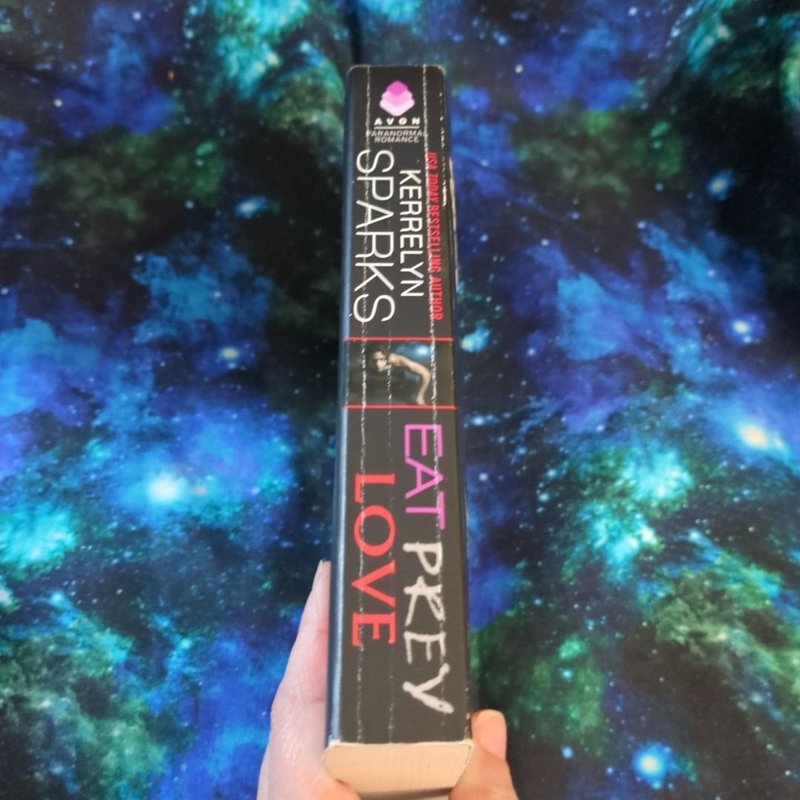 AVON
PARANORMAL
ROMANCE
USA TODAY BESTSELLING AUTHOR
KERRELYN
SPARKS
EAT PREY
LOVE